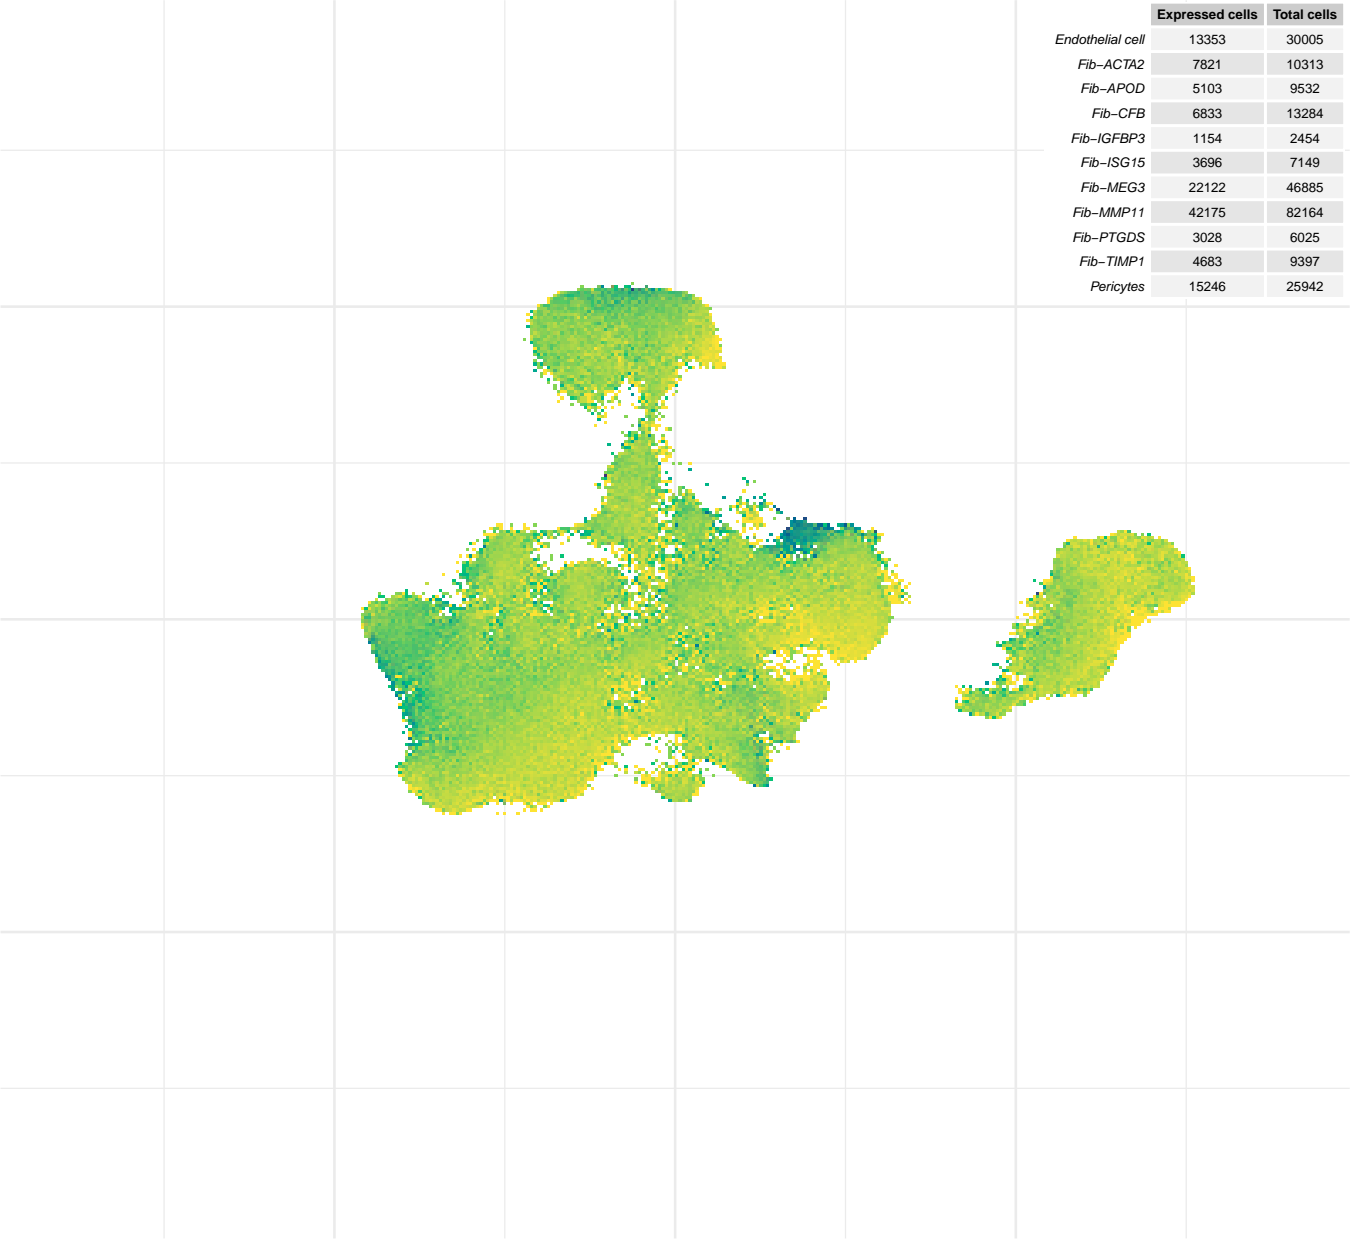 Expressed cells Total cells
Endothelial cell 13353 30005
Fib−ACTA2 7821 10313
Fib−APOD 5103 9532
Fib−CFB 6833 13284
Fib−IGFBP3 1154 2454
Fib−ISG15 3696 7149
Fib−MEG3 22122 46885
Fib−MMP11 42175 82164
Fib−PTGDS 3028 6025
Fib−TIMP1 4683 9397
Pericytes 15246 25942